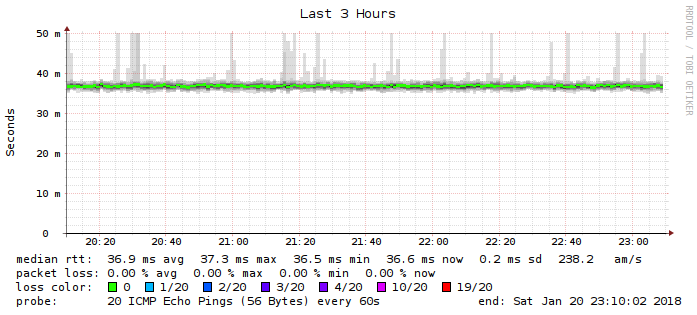 Last 3 Hours
RRDTOOL / TOBI OETIKER
Seconds
50 m
40 m
30 m
20 m
10 m
0
20:20 20:40 21:00 21:20 21:40 22:00 22:20 22:40 23:00
median rtt: 36.9 ms avg 37.3 ms max 36.5 ms min 36.6 ms now 0.2 ms sd 238.2 am/s
packet loss: 0.00 % avg 0.00 % max 0.00 % min 0.00 % now
loss color: 0 1/20 2/20 3/20 4/20 10/20 19/20
probe: 20 ICMP Echo Pings (56 Bytes) every 60s end: Sat Jan 20 23:10:02 2018